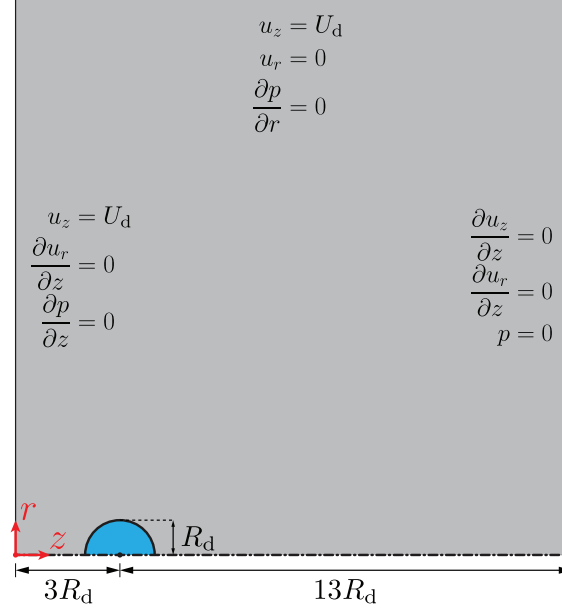 u_z = U_d
u_r = 0
∂p/∂r = 0
u_z = U_d
∂u_r/∂z = 0
∂p/∂z = 0
∂u_z/∂z = 0
∂u_r/∂z = 0
p = 0
r
z
R_d
3R_d
13R_d